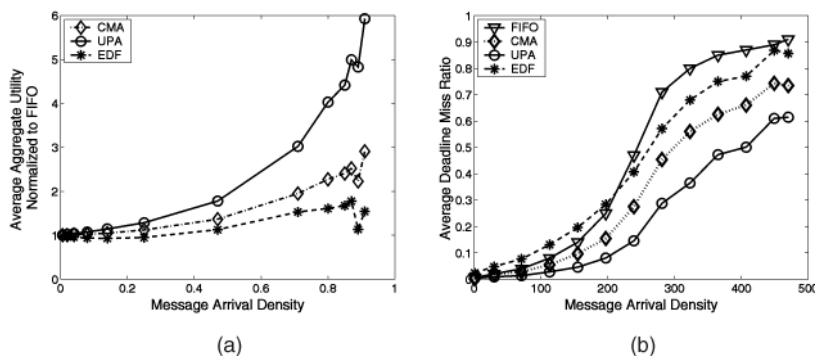 Average Aggregate Utility
Normalized to FIFO
6
5
4
3
2
1
0
CMA
UPA
EDF
0
0.2
0.4
0.6
0.8
1
Message Arrival Density
(a)
Average Deadline Miss Ratio
1
0.9
0.8
0.7
0.6
0.5
0.4
0.3
0.2
0.1
0
FIFO
CMA
UPA
EDF
100
200
300
400
500
Message Arrival Density
(b)